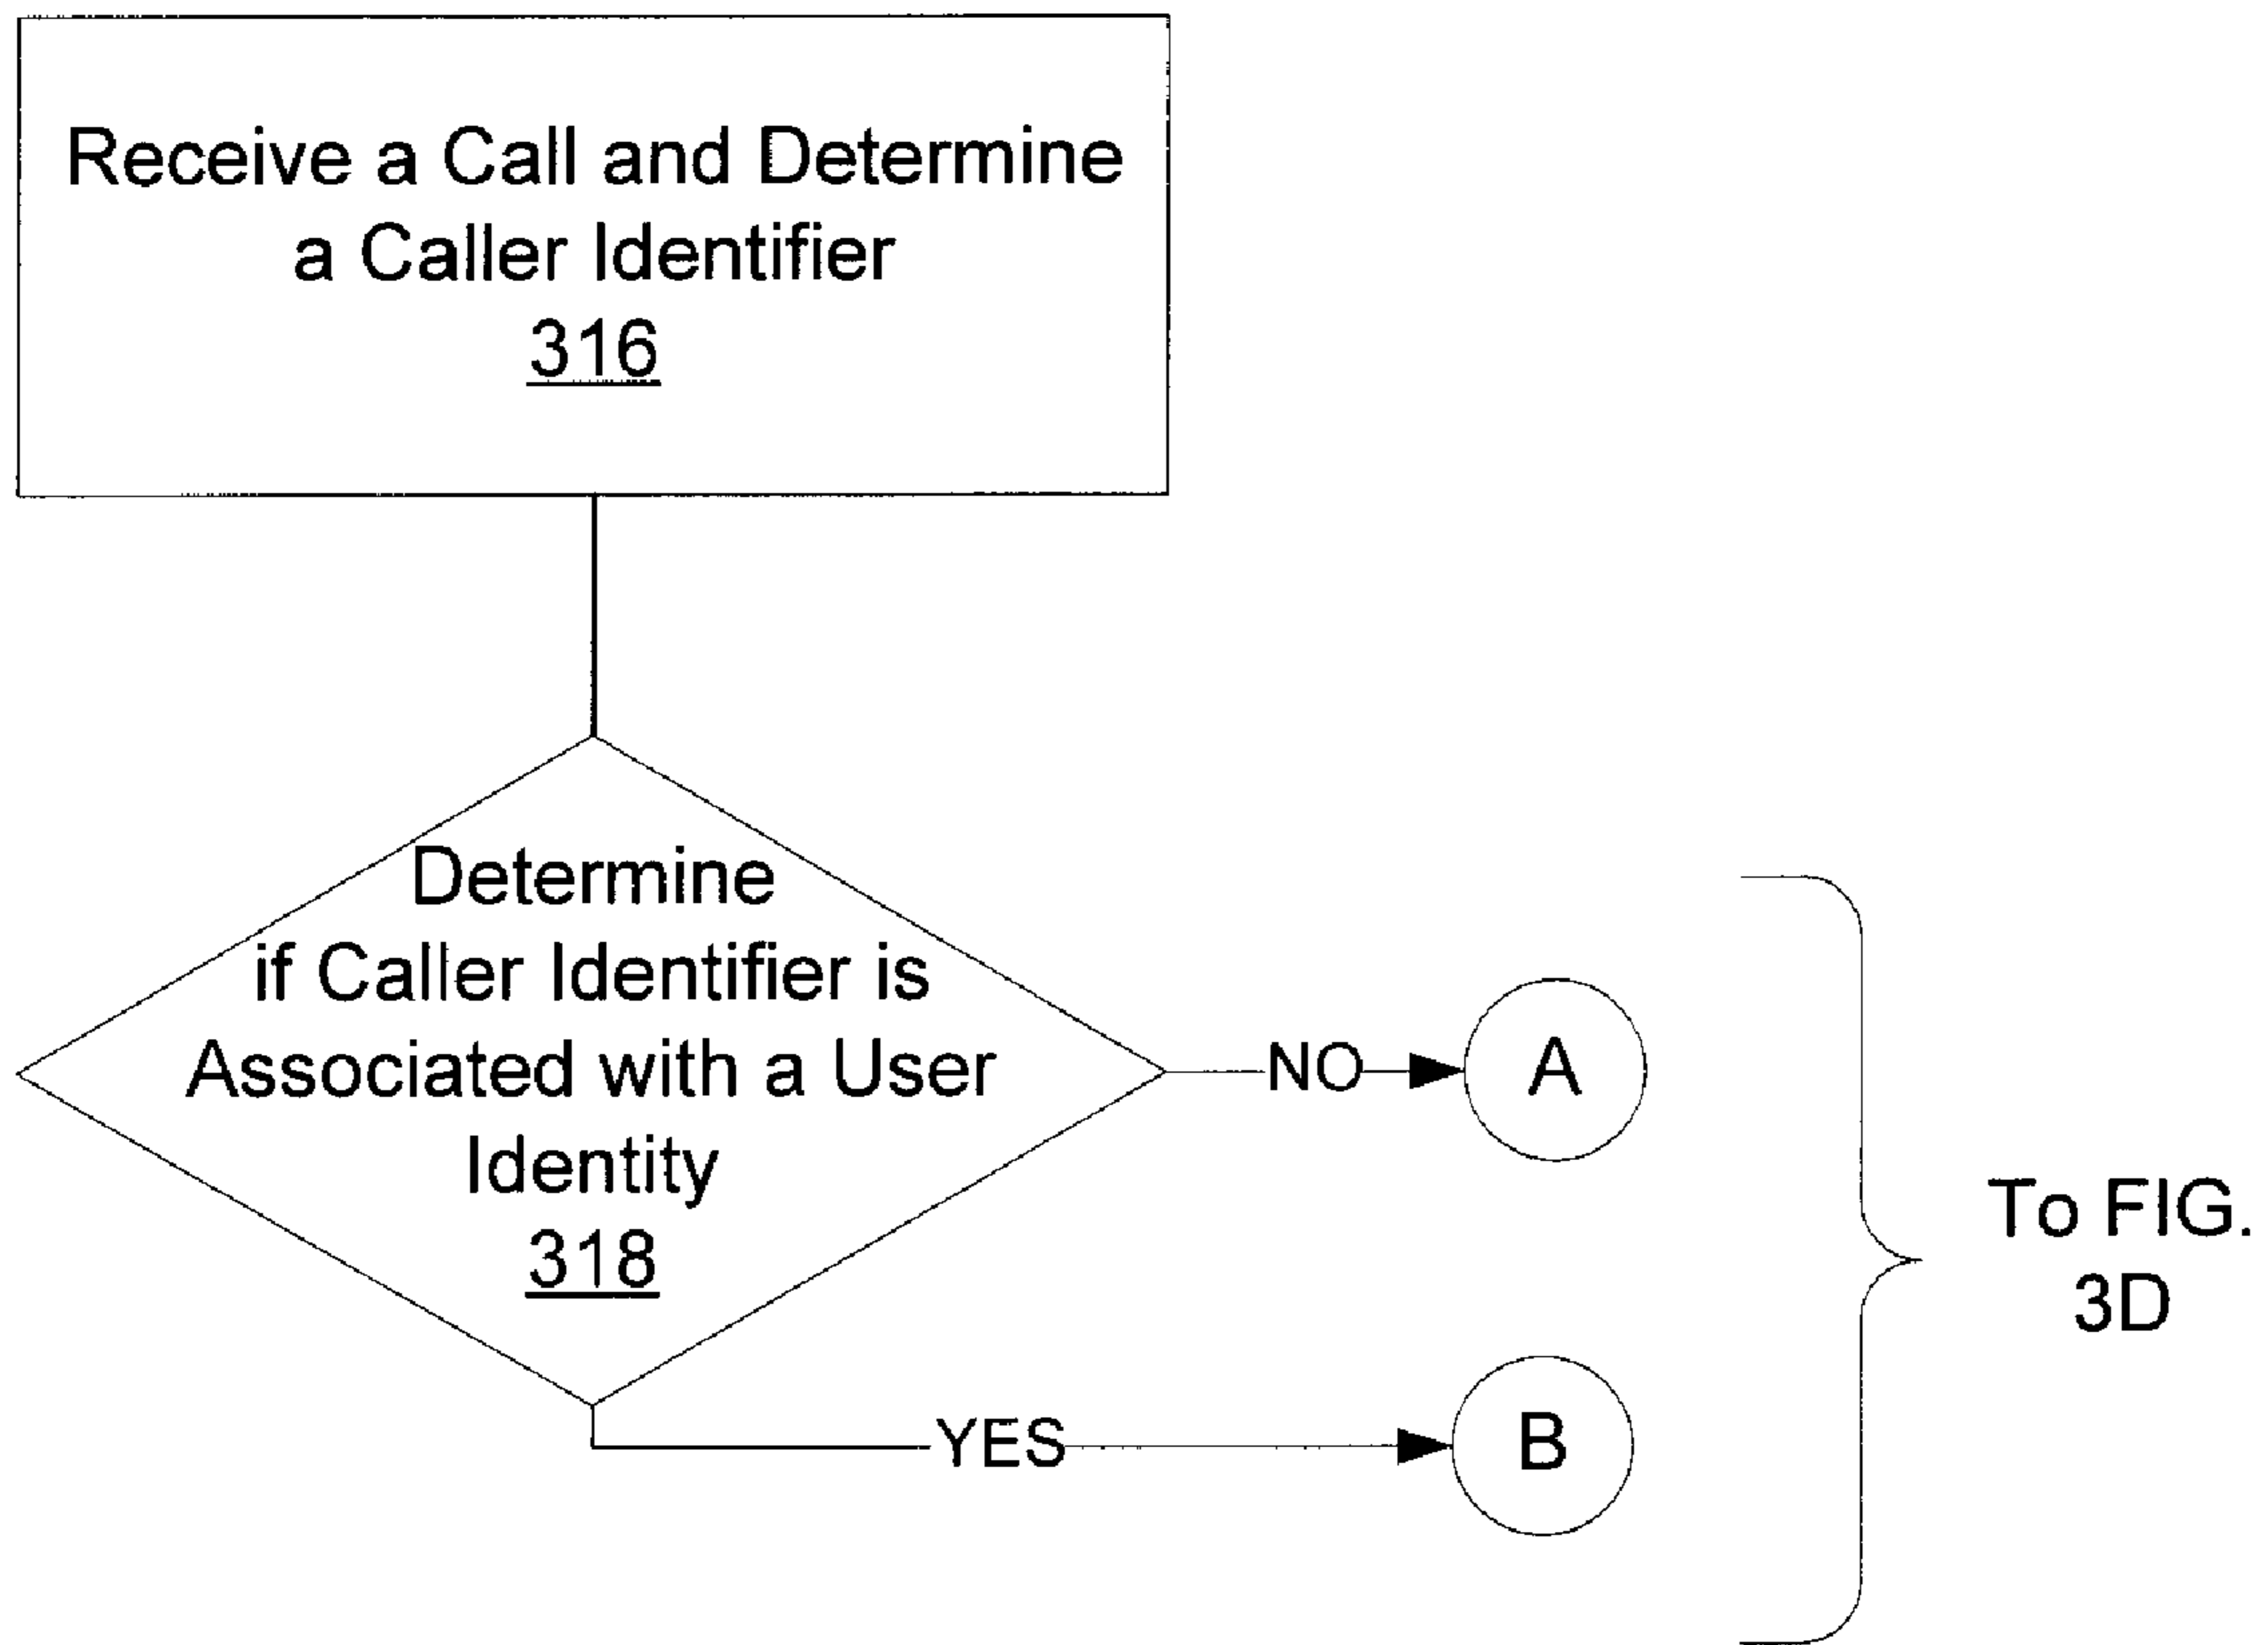 Receive a Call and Determine
a Caller Identifier
316
Determine
if Caller Identifier is
Associated with a User
Identity
318
NO
A
YES
B
To FIG.
3D